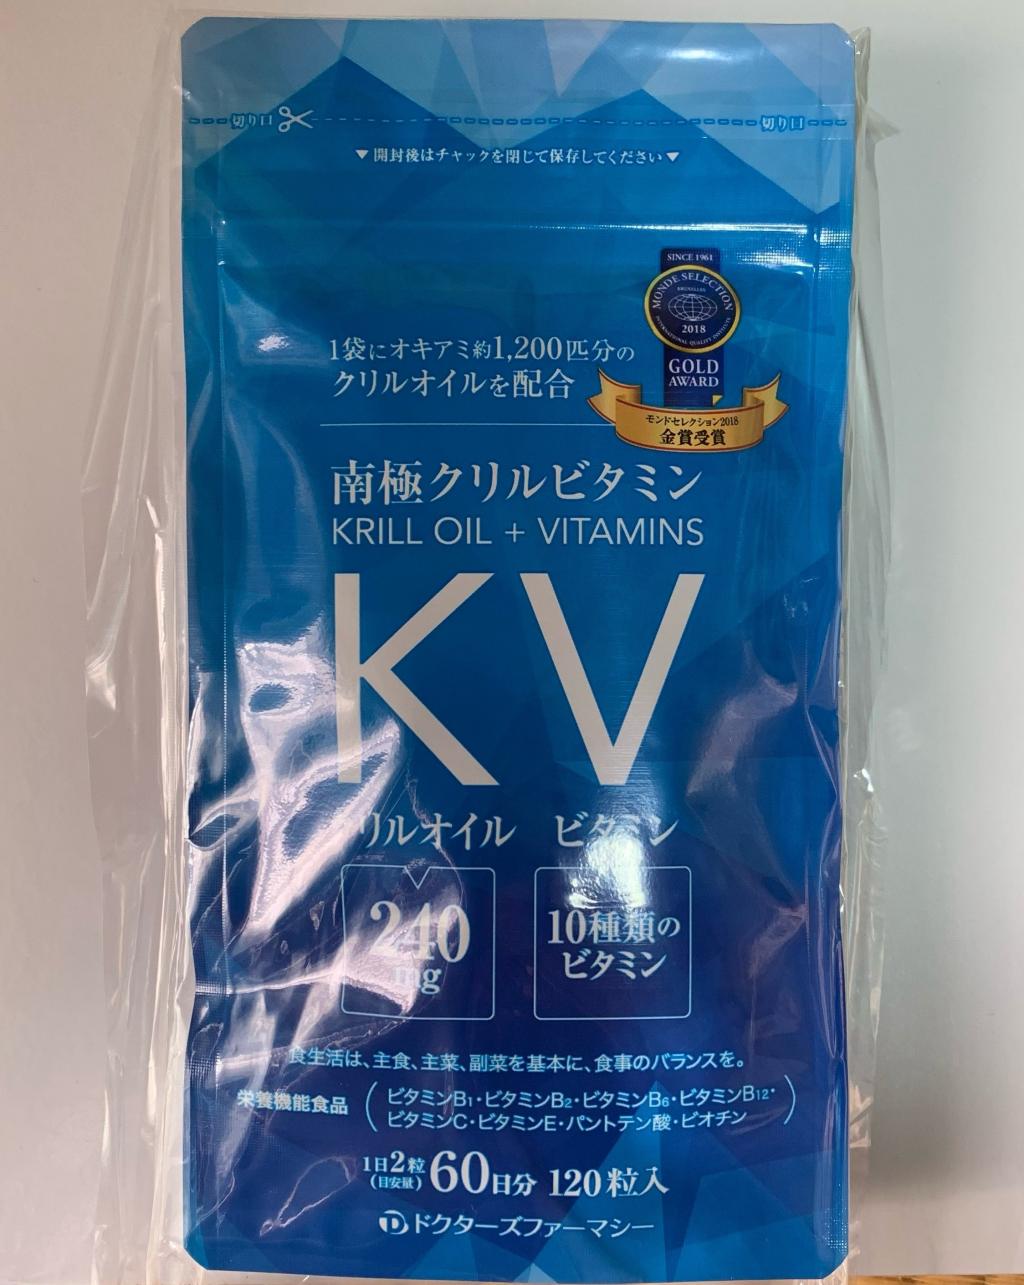 切り口
切り口
▼開封後はチャックを閉じて保存してください▼
SINCE 1961
MONDE SELECTION
BRUXELLES
2018
INTERNATIONAL QUALITY INSTITUTE
GOLD
AWARD
モンドセレクション2018
金賞受賞
1袋にオキアミ約1,200匹分の
クリルオイルを配合
南極クリルビタミン
KRILL OIL + VITAMINS
KV
クリルオイル ビタミン
240
mg
10種類の
ビタミン
食生活は、主食、主菜、副菜を基本に、食事のバランスを。
栄養機能食品
ビタミンB1・ビタミンB2・ビタミンB6・ビタミンB12・
ビタミンC・ビタミンE・パントテン酸・ビオチン
1日2粒
(目安量)
60日分 120粒入
ドクターズファーマシー